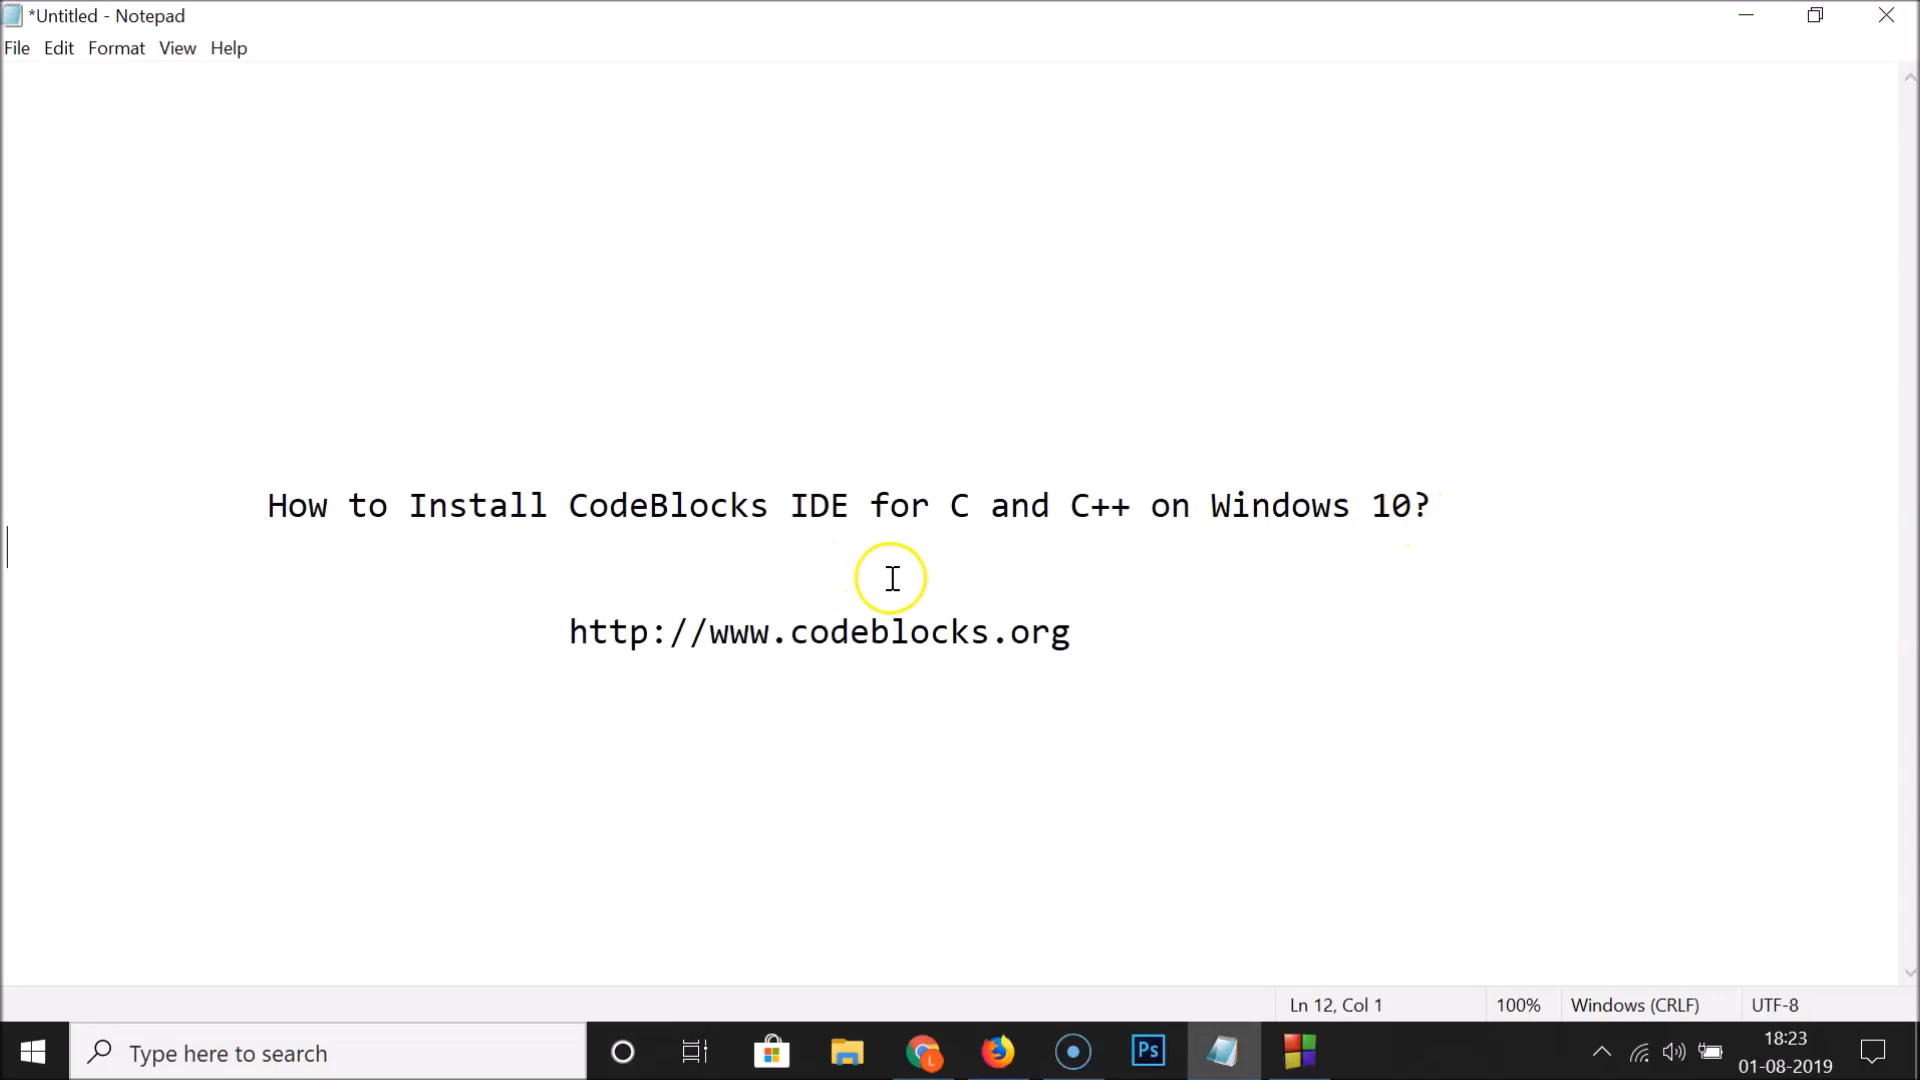 *Untitled - Notepad
File Edit Format View Help
How to Install CodeBlocks IDE for C and C++ on Windows 10?
http://www.codeblocks.org
Ln 12, Col 1 100% Windows (CRLF) UTF-8
Type here to search
L
Ps
18:23
01-08-2019